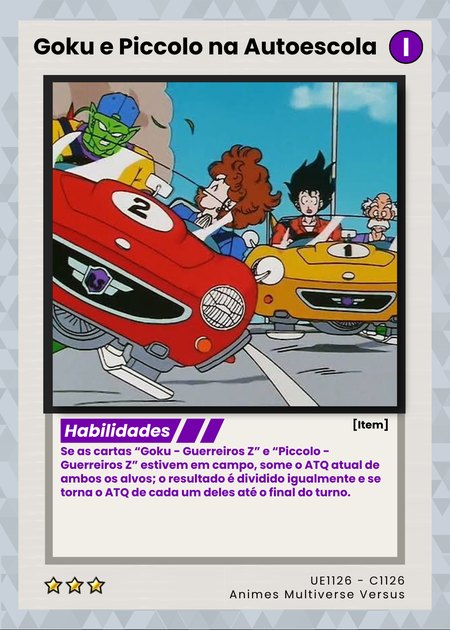 Goku e Piccolo na Autoescola I
2
1
Habilidades
[Item]
Se as cartas “Goku - Guerreiros Z” e “Piccolo -
Guerreiros Z” estivem em campo, some o ATQ atual de
ambos os alvos; o resultado é dividido igualmente e se
torna o ATQ de cada um deles até o final do turno.
UE1126 - C1126
Animes Multiverse Versus